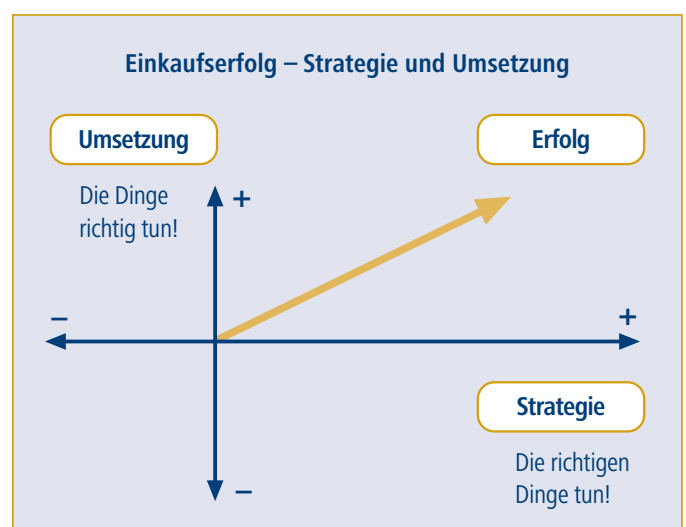 Einkaufserfolg – Strategie und Umsetzung
Umsetzung
Erfolg
Die Dinge
richtig tun!
+
–
+
Strategie
Die richtigen
Dinge tun!
–